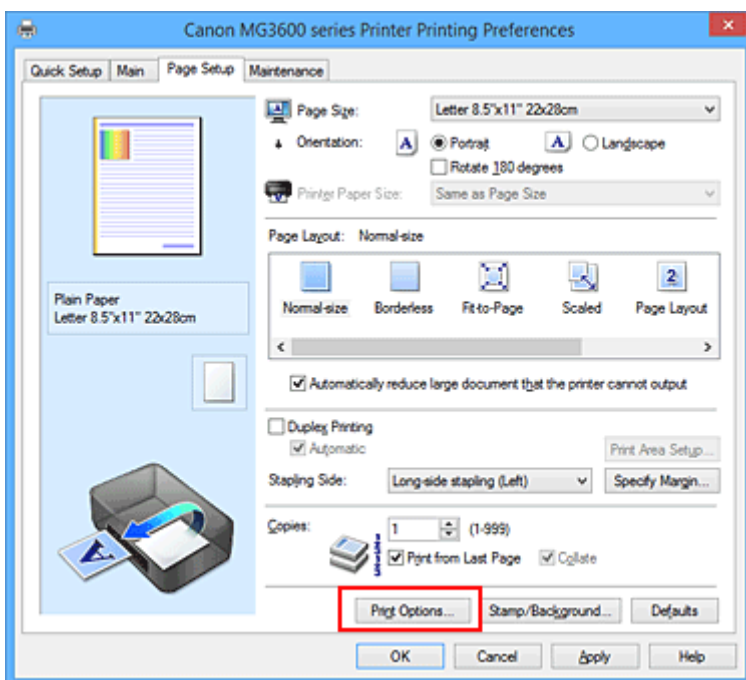 Canon MG3600 series Printer Printing Preferences
Quick Setup Main Page Setup Maintenance
Page Size: Letter 8.5"x11" 22x28cm
Orientation: A Portrait A Landscape
Rotate 180 degrees
Printer Paper Size: Same as Page Size
Page Layout: Normal-size
2
Normal-size Borderless Fit-to-Page Scaled Page Layout
Plain Paper
Letter 8.5"x11" 22x28cm
Automatically reduce large document that the printer cannot output
Duplex Printing
Automatic Print Area Setup...
Stapling Side: Long-side stapling (Left) Specify Margin...
Copies: 1 (1-999)
Print from Last Page Collate
A
Print Options... Stamp/Background... Defaults
OK Cancel Apply Help